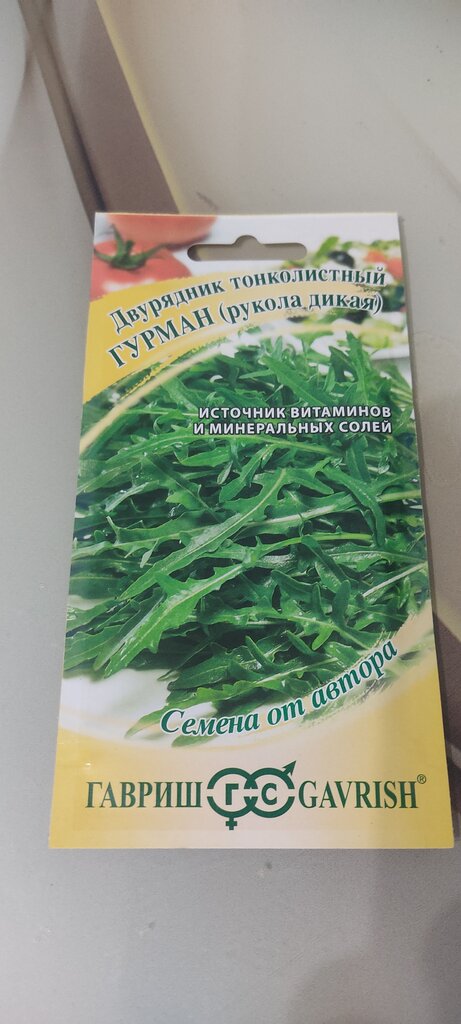 Двурядник тонколистный
ГУРМАН (рукола дикая)
ИСТОЧНИК ВИТАМИНОВ
И МИНЕРАЛЬНЫХ СОЛЕЙ
Семена от автора
ГАВРИШ ГС GAVRISH®